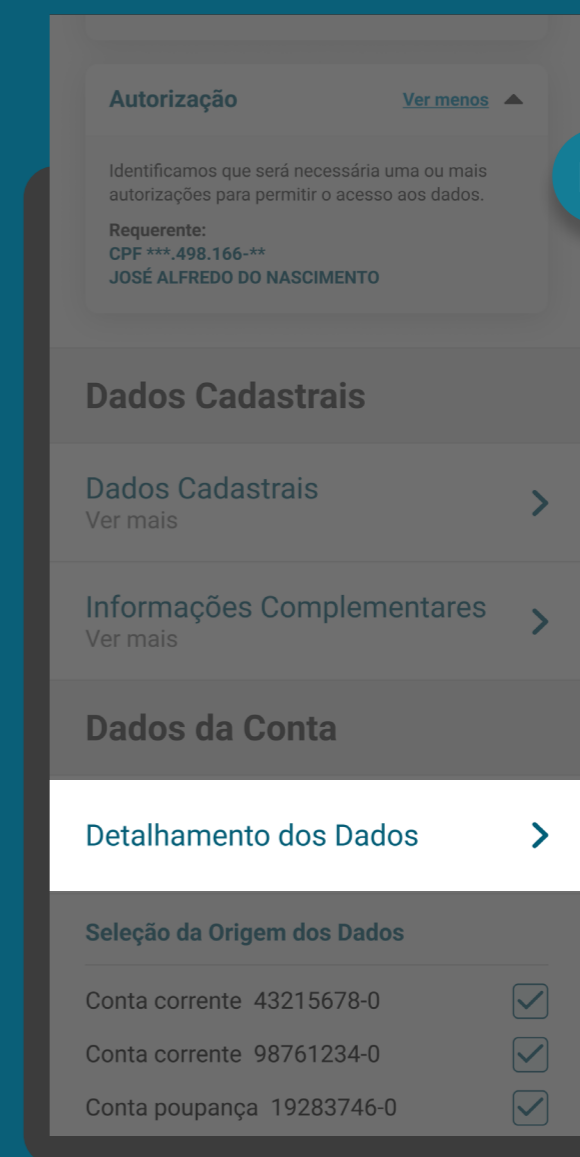 Autorização Ver menos
Identificamos que será necessária uma ou mais
autorizações para permitir o acesso aos dados.
Requerente:
CPF ***.498.166-**
JOSÉ ALFREDO DO NASCIMENTO
Dados Cadastrais
Dados Cadastrais
Ver mais
Informações Complementares
Ver mais
Dados da Conta
Detalhamento dos Dados
Seleção da Origem dos Dados
Conta corrente 43215678-0
Conta corrente 98761234-0
Conta poupança 19283746-0